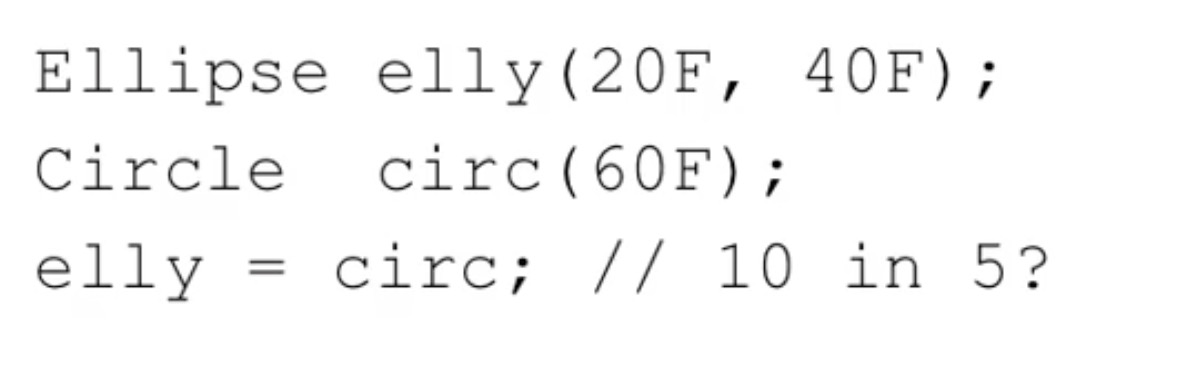 Ellipse elly(20F, 40F);
Circle  circ(60F);
elly = circ; // 10 in 5?